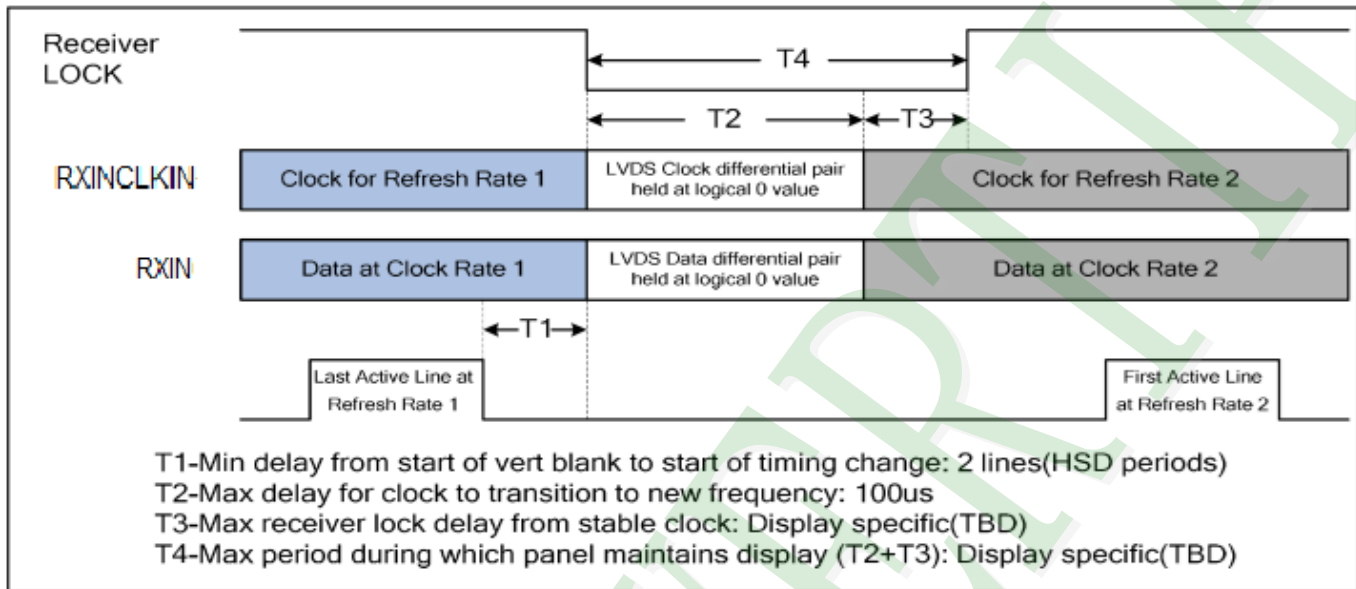 Receiver
LOCK
T4
T2
T3
RXINCLKIN
Clock for Refresh Rate 1
LVDS Clock differential pair
held at logical 0 value
Clock for Refresh Rate 2
RXIN
Data at Clock Rate 1
LVDS Data differential pair
held at logical 0 value
Data at Clock Rate 2
T1
Last Active Line at
Refresh Rate 1
First Active Line
at Refresh Rate 2
T1-Min delay from start of vert blank to start of timing change: 2 lines(HSD periods)
T2-Max delay for clock to transition to new frequency: 100us
T3-Max receiver lock delay from stable clock: Display specific(TBD)
T4-Max period during which panel maintains display (T2+T3): Display specific(TBD)